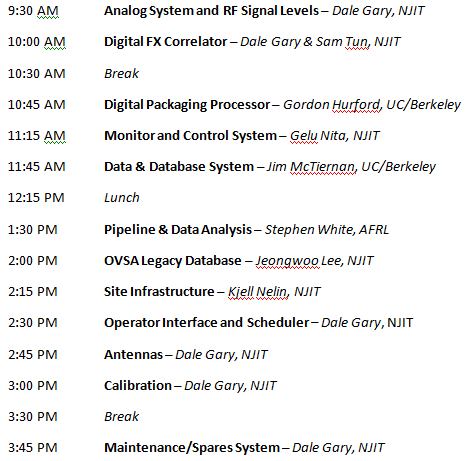 9:30 AM Analog System and RF Signal Levels – Dale Gary, NJIT
10:00 AM Digital FX Correlator – Dale Gary & Sam Tun, NJIT
10:30 AM Break
10:45 AM Digital Packaging Processor – Gordon Hurford, UC/Berkeley
11:15 AM Monitor and Control System – Gelu Nita, NJIT
11:45 AM Data & Database System – Jim McTiernan, UC/Berkeley
12:15 PM Lunch
1:30 PM Pipeline & Data Analysis – Stephen White, AFRL
2:00 PM OVSA Legacy Database – Jeongwoo Lee, NJIT
2:15 PM Site Infrastructure – Kjell Nelin, NJIT
2:30 PM Operator Interface and Scheduler – Dale Gary, NJIT
2:45 PM Antennas – Dale Gary, NJIT
3:00 PM Calibration – Dale Gary, NJIT
3:30 PM Break
3:45 PM Maintenance/Spares System – Dale Gary, NJIT